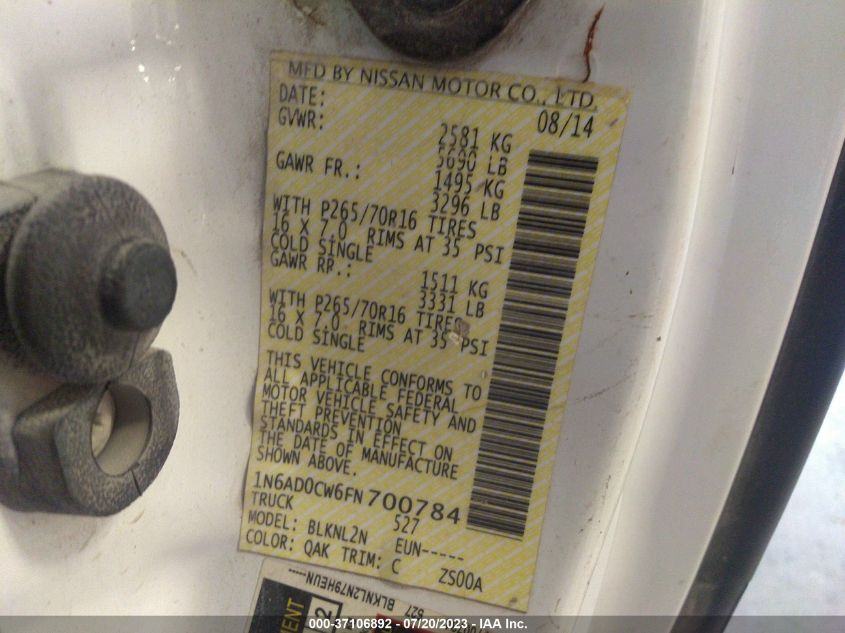 MFD BY NISSAN MOTOR CO., LTD.
DATE: 08/14
GVWR: 2581 KG
5690 LB
GAWR FR.: 1495 KG
3296 LB
WITH P265/70R16 TIRES
16 X 7.0 RIMS AT 35 PSI
COLD SINGLE
GAWR RR.: 1511 KG
3331 LB
WITH P265/70R16 TIRES
16 X 7.0 RIMS AT 35 PSI
COLD SINGLE
THIS VEHICLE CONFORMS TO
ALL APPLICABLE FEDERAL
MOTOR VEHICLE SAFETY AND
THEFT PREVENTION
STANDARDS IN EFFECT ON
THE DATE OF MANUFACTURE
SHOWN ABOVE.
1N6AD0CW6FN700784
TRUCK 527
MODEL: BLKNL2N EUN-----
COLOR: QAK TRIM: C ZS00A
527 BLKNL2N79HEUN-----
000-37106892 - 07/20/2023 - IAA Inc.